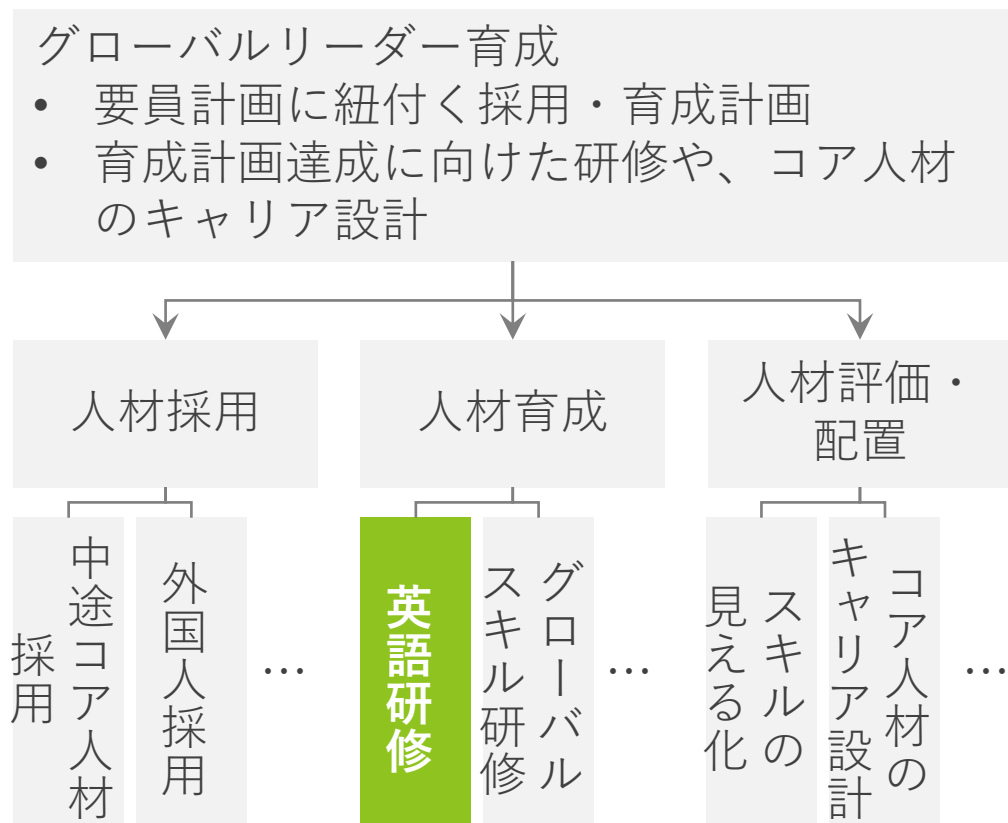 グローバルリーダー育成
• 要員計画に紐付く採用・育成計画
• 育成計画達成に向けた研修や、コア人材
のキャリア設計
人材採用
人材育成
人材評価・
配置
中途コア人材
採用
外国人採用
…
英語研修
グローバル
スキル研修
…
スキルの
見える化
コア人材の
キャリア設計
…